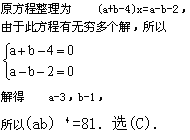 原方程整理为　　(a+b-4)x=a-b-2,
由于此方程有无穷多个解，所以
a+b-4=0
a-b-2=0
解得　　a-3，b-1，
所以(ab)⁴=81. 选(C).